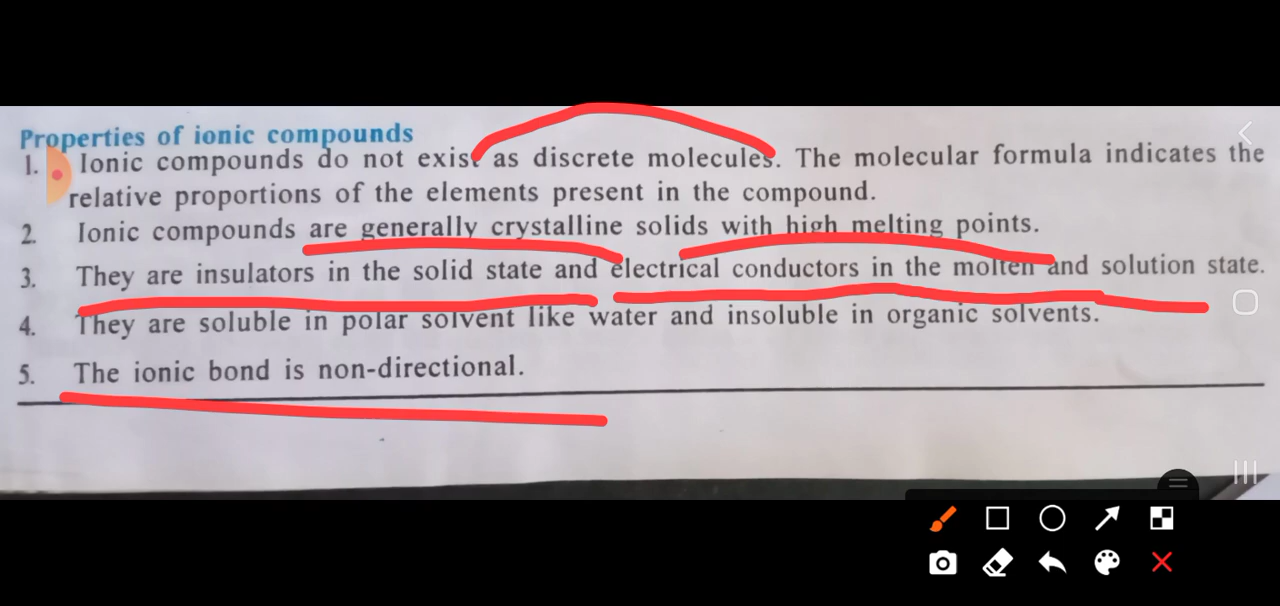 Properties of ionic compounds
1. Ionic compounds do not exist as discrete molecules. The molecular formula indicates the
relative proportions of the elements present in the compound.
2. Ionic compounds are generally crystalline solids with high melting points.
3. They are insulators in the solid state and electrical conductors in the molten and solution state.
4. They are soluble in polar solvent like water and insoluble in organic solvents.
5. The ionic bond is non-directional.